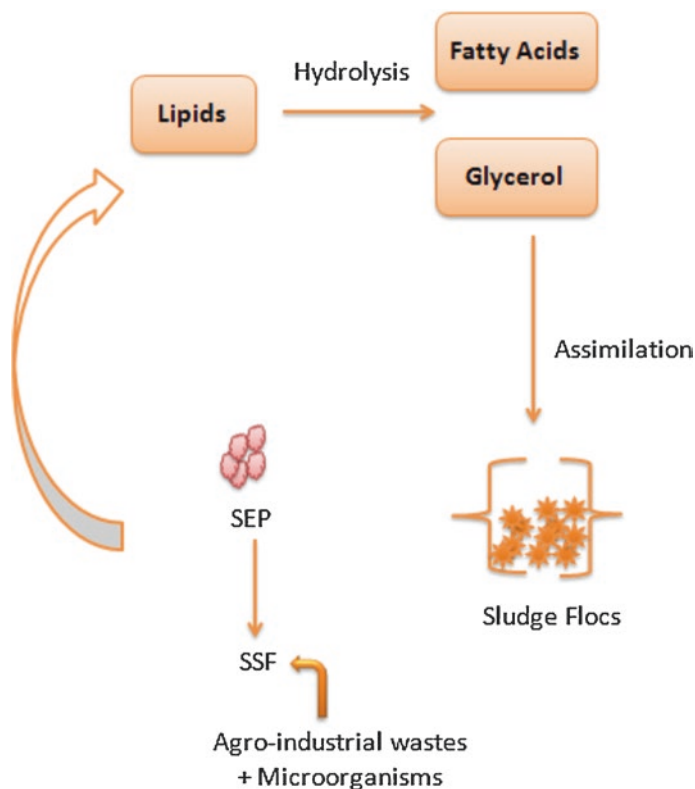 Fatty Acids
Hydrolysis
Lipids
Glycerol
Assimilation
SEP
Sludge Flocs
SSF
Agro-industrial wastes
+ Microorganisms